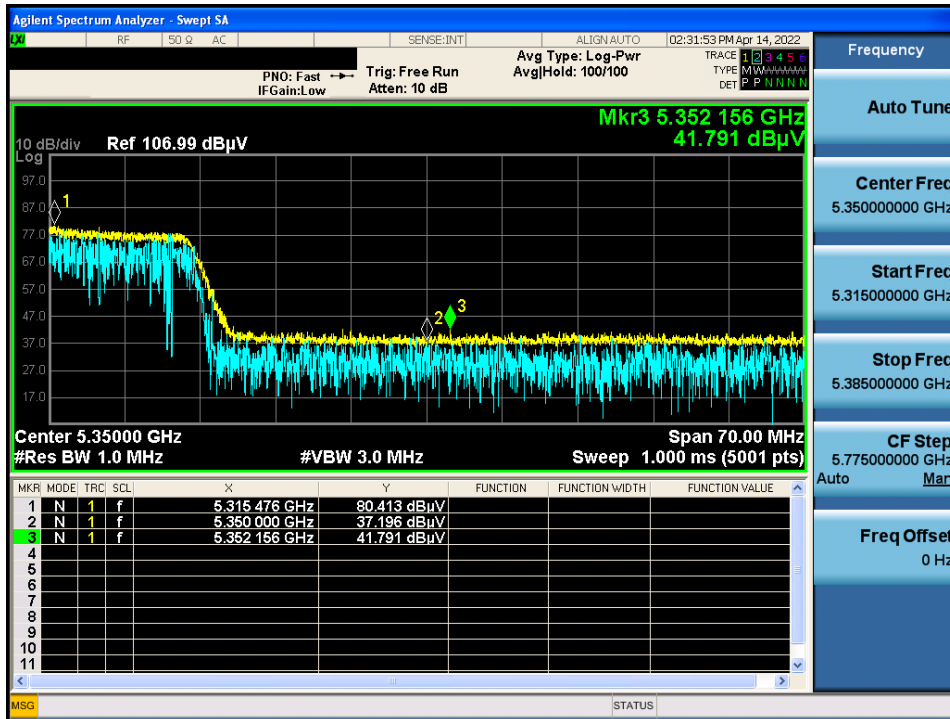 Agilent Spectrum Analyzer - Swept SA
LXI RF 50 Ω AC SENSE:INT ALIGN AUTO 02:31:53 PM Apr 14, 2022
PNO: Fast
IFGain:Low
Trig: Free Run
Atten: 10 dB
Avg Type: Log-Pwr
Avg|Hold: 100/100
TRACE 1 2 3 4 5 6
TYPE M W W W W W
DET P P N N N N
Mkr3 5.352 156 GHz
41.791 dBµV
10 dB/div Ref 106.99 dBµV
Log
97.0
87.0
77.0
67.0
57.0
47.0
37.0
27.0
17.0
1
2
3
Center 5.35000 GHz Span 70.00 MHz
#Res BW 1.0 MHz #VBW 3.0 MHz Sweep 1.000 ms (5001 pts)
MKR MODE TRC SCL X Y FUNCTION FUNCTION WIDTH FUNCTION VALUE
1 N 1 f 5.315 476 GHz 80.413 dBµV
2 N 1 f 5.350 000 GHz 37.196 dBµV
3 N 1 f 5.352 156 GHz 41.791 dBµV
4
5
6
7
8
9
10
11
MSG STATUS
Frequency
Auto Tune
Center Freq
5.350000000 GHz
Start Freq
5.315000000 GHz
Stop Freq
5.385000000 GHz
CF Step
5.775000000 GHz
Auto Man
Freq Offset
0 Hz